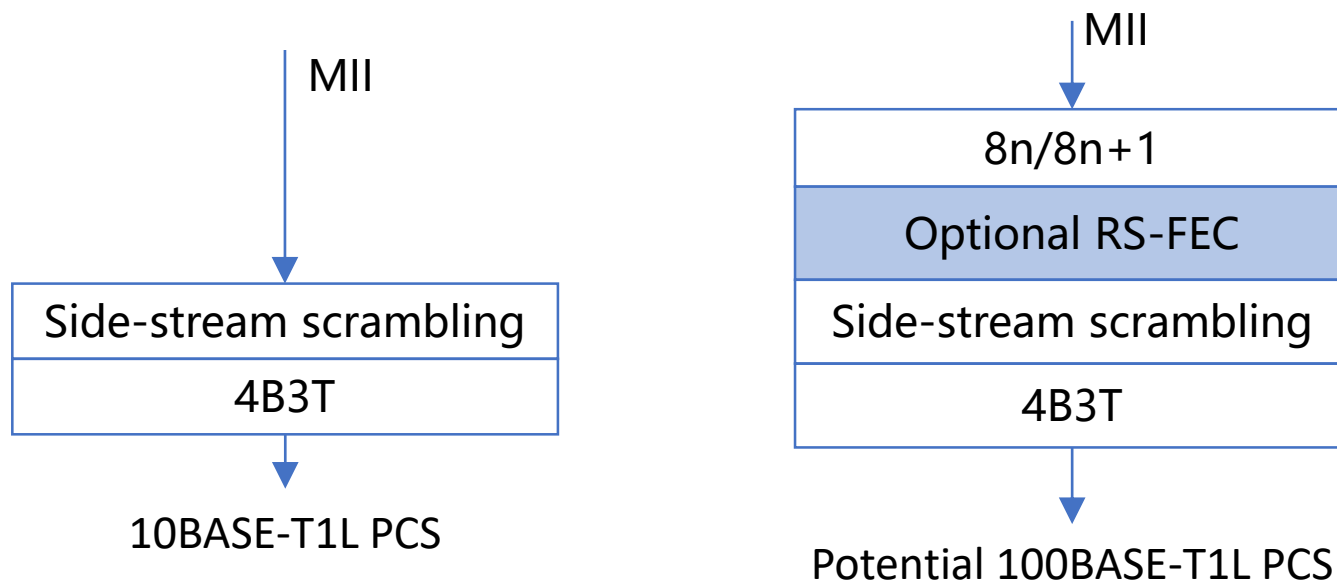 MII
Side-stream scrambling
4B3T
10BASE-T1L PCS
MII
8n/8n+1
Optional RS-FEC
Side-stream scrambling
4B3T
Potential 100BASE-T1L PCS